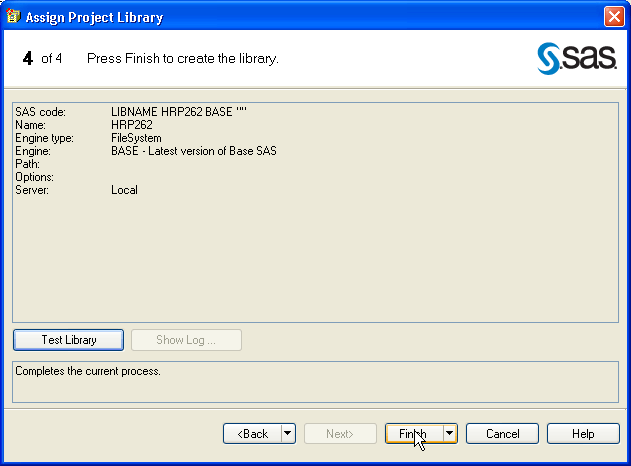 Assign Project Library
4 of 4 Press Finish to create the library.
sas.
SAS code: LIBNAME HRP262 BASE ""
Name: HRP262
Engine type: FileSystem
Engine: BASE - Latest version of Base SAS
Path:
Options:
Server: Local
Test Library Show Log ...
Completes the current process.
<Back Next> Finish Cancel Help